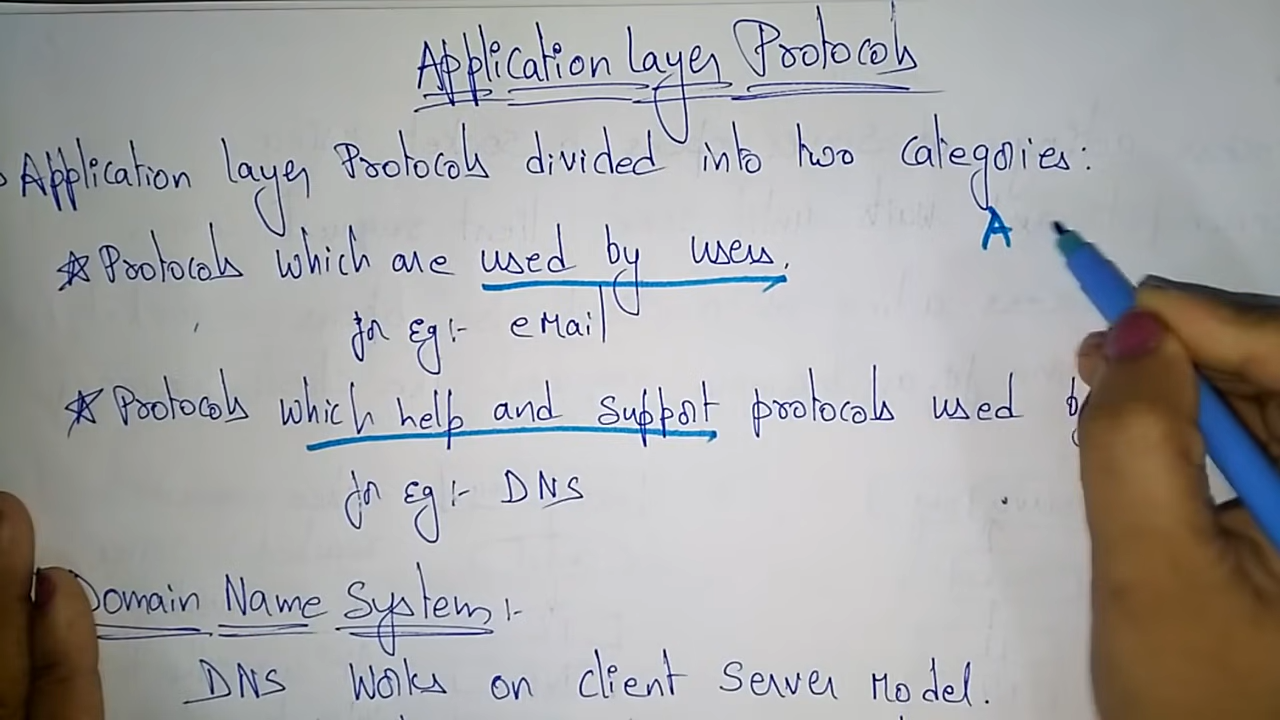 Application layer Protocols
Application layer Protocols divided into two categories:
A
* Protocols which are used by users.
for eg:- eMail
* Protocols which help and support protocols used
for eg:- DNS
Domain Name System:-
DNS Works on client Server Model.